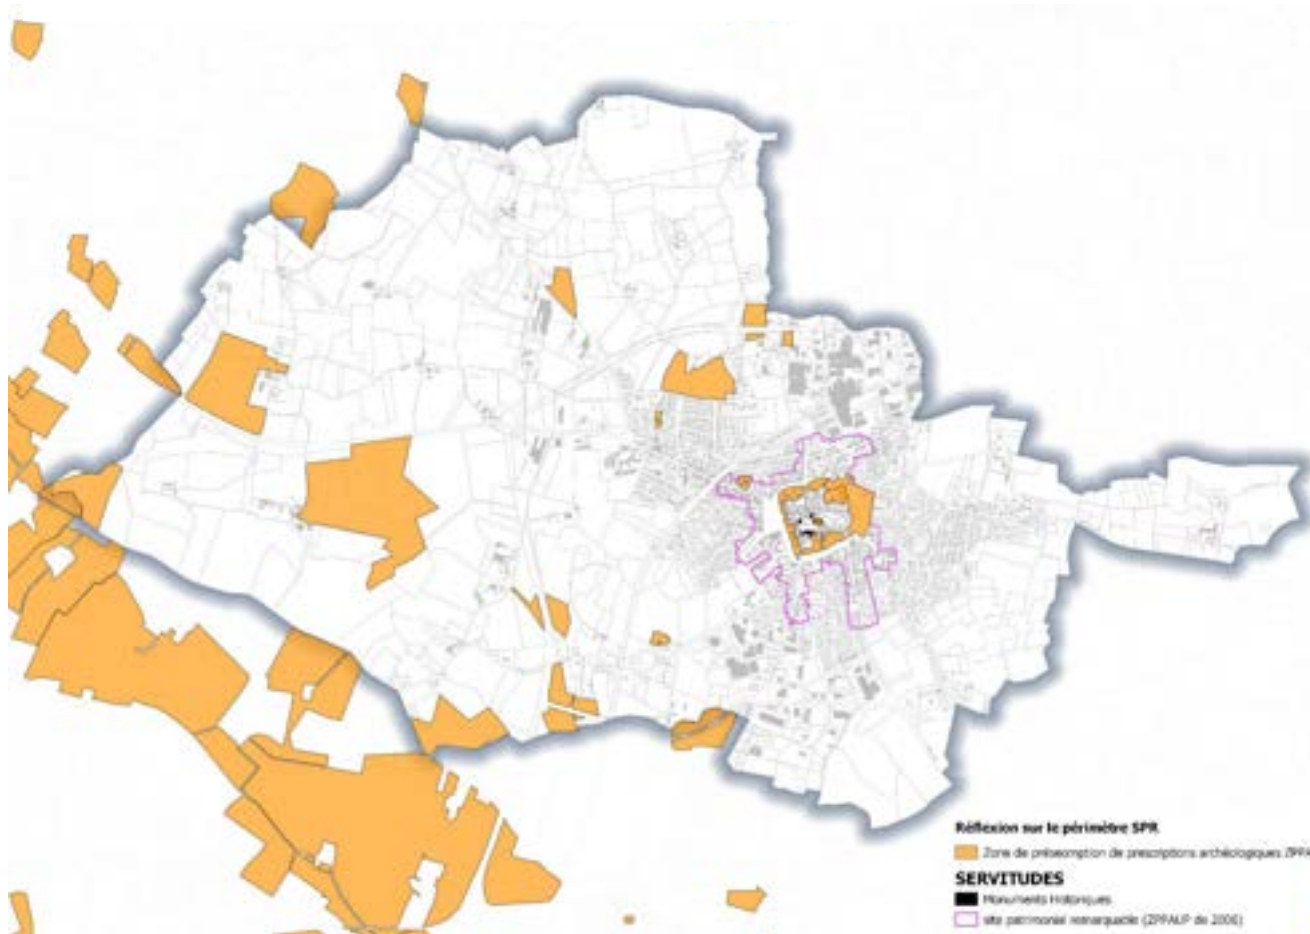 Réflexion sur le périmètre SPR
Zone de présomption de prescriptions archéologiques ZPPA
SERVITUDES
Monuments Historiques
site patrimonial remarquable (ZPPAUP de 2006)